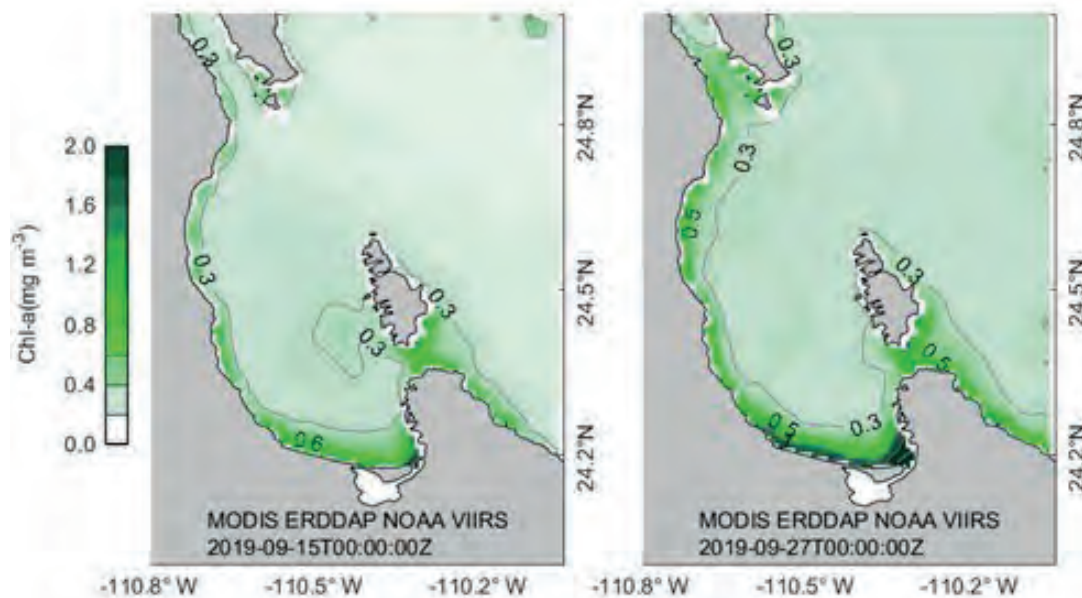 Chl-a(mg m⁻³)
2.0
1.6
1.2
0.8
0.4
0.0
0.3
0.3
0.3
0.3
0.6
MODIS ERDDAP NOAA VIIRS
2019-09-15T00:00:00Z
24.8°N
24.5°N
24.2°N
-110.8°W
-110.5°W
-110.2°W
0.3
0.3
0.5
0.3
0.5
0.5
0.3
MODIS ERDDAP NOAA VIIRS
2019-09-27T00:00:00Z
24.8°N
24.5°N
24.2°N
-110.8°W
-110.5°W
-110.2°W